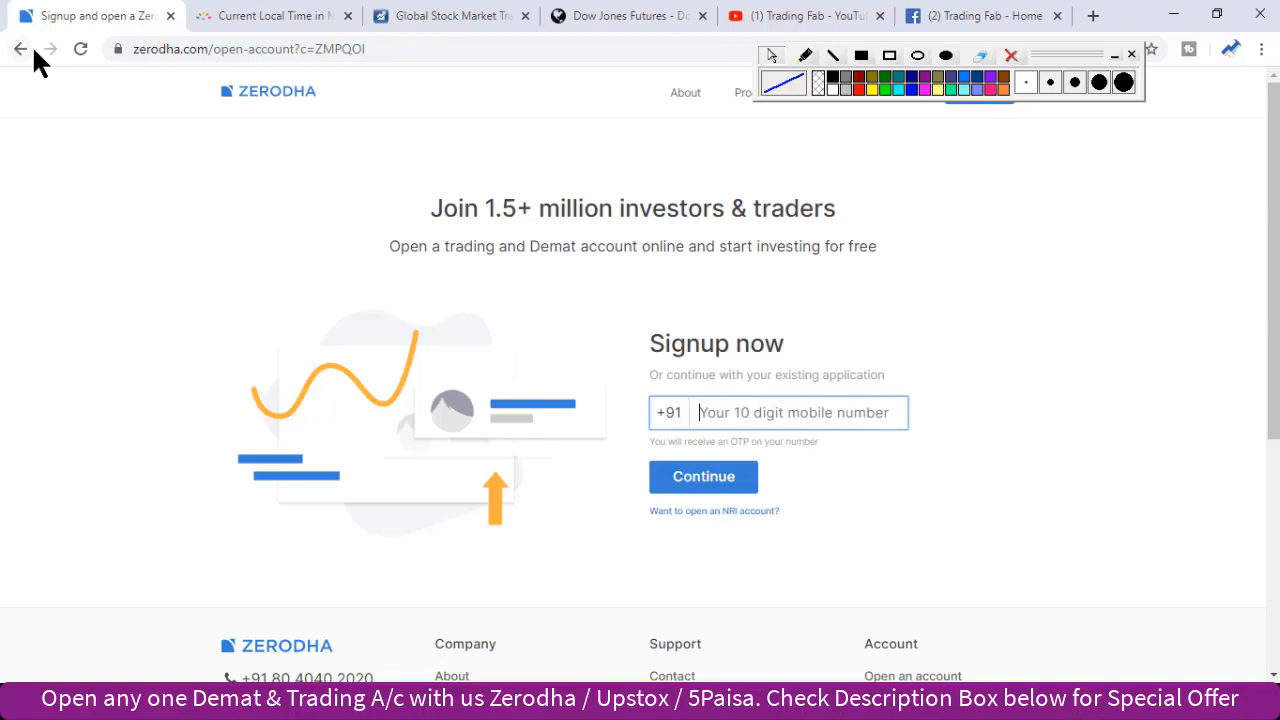 Signup and open a Zer
Current Local Time in N
Global Stock Market Tra
Dow Jones Futures - Do
(1) Trading Fab - YouTu
(2) Trading Fab - Home
zerodha.com/open-account?c=ZMPQOI
ZERODHA
About
Pro
Join 1.5+ million investors & traders
Open a trading and Demat account online and start investing for free
Signup now
Or continue with your existing application
+91 Your 10 digit mobile number
You will receive an OTP on your number
Continue
Want to open an NRI account?
ZERODHA
Company
Support
Account
+91 80 4040 2020
About
Contact
Open an account
Open any one Demat & Trading A/c with us Zerodha / Upstox / 5Paisa. Check Description Box below for Special Offer